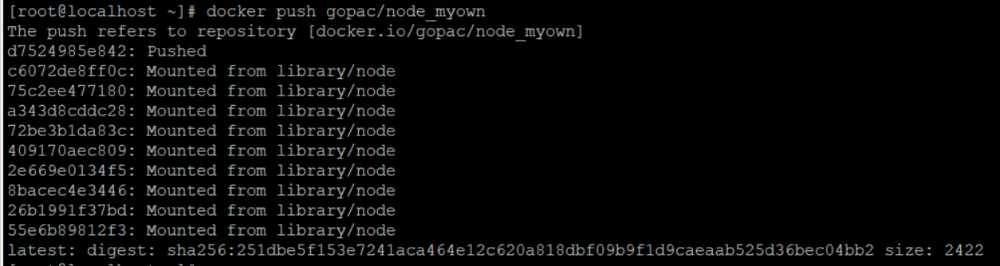 [root@localhost ~]# docker push gopac/node_myown
The push refers to repository [docker.io/gopac/node_myown]
d7524985e842: Pushed
c6072de8ff0c: Mounted from library/node
75c2ee477180: Mounted from library/node
a343d8cddc28: Mounted from library/node
72be3b1da83c: Mounted from library/node
409170aec809: Mounted from library/node
2e669e0134f5: Mounted from library/node
8bacec4e3446: Mounted from library/node
26b1991f37bd: Mounted from library/node
55e6b89812f3: Mounted from library/node
latest: digest: sha256:251dbe5f153e7241aca464e12c620a818dbf09b9f1d9caeaab525d36bec04bb2 size: 2422